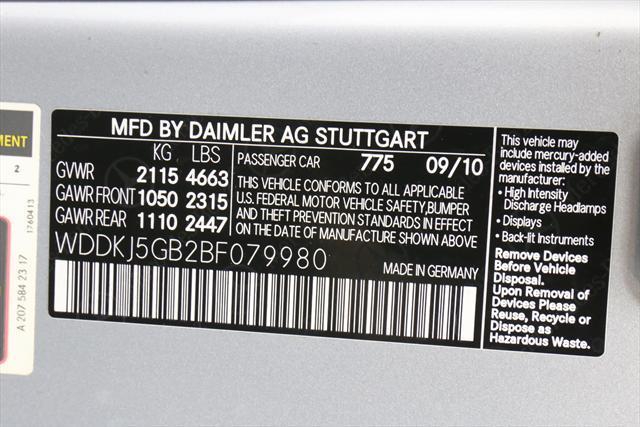 MENT
2
1760413
A 207 584 23 17
MFD BY DAIMLER AG STUTTGART
KG LBS
GVWR 2115 4663
GAWR FRONT 1050 2315
GAWR REAR 1110 2447
PASSENGER CAR 775 09/10
THIS VEHICLE CONFORMS TO ALL APPLICABLE
U.S. FEDERAL MOTOR VEHICLE SAFETY,BUMPER
AND THEFT PREVENTION STANDARDS IN EFFECT
ON THE DATE OF MANUFACTURE SHOWN ABOVE
WDDKJ5GB2BF079980
MADE IN GERMANY
This vehicle may
include mercury-added
devices installed by the
manufacturer:
• High Intensity
Discharge Headlamps
• Displays
• Back-lit Instruments
Remove Devices
Before Vehicle
Disposal.
Upon Removal of
Devices Please
Reuse, Recycle or
Dispose as
Hazardous Waste.